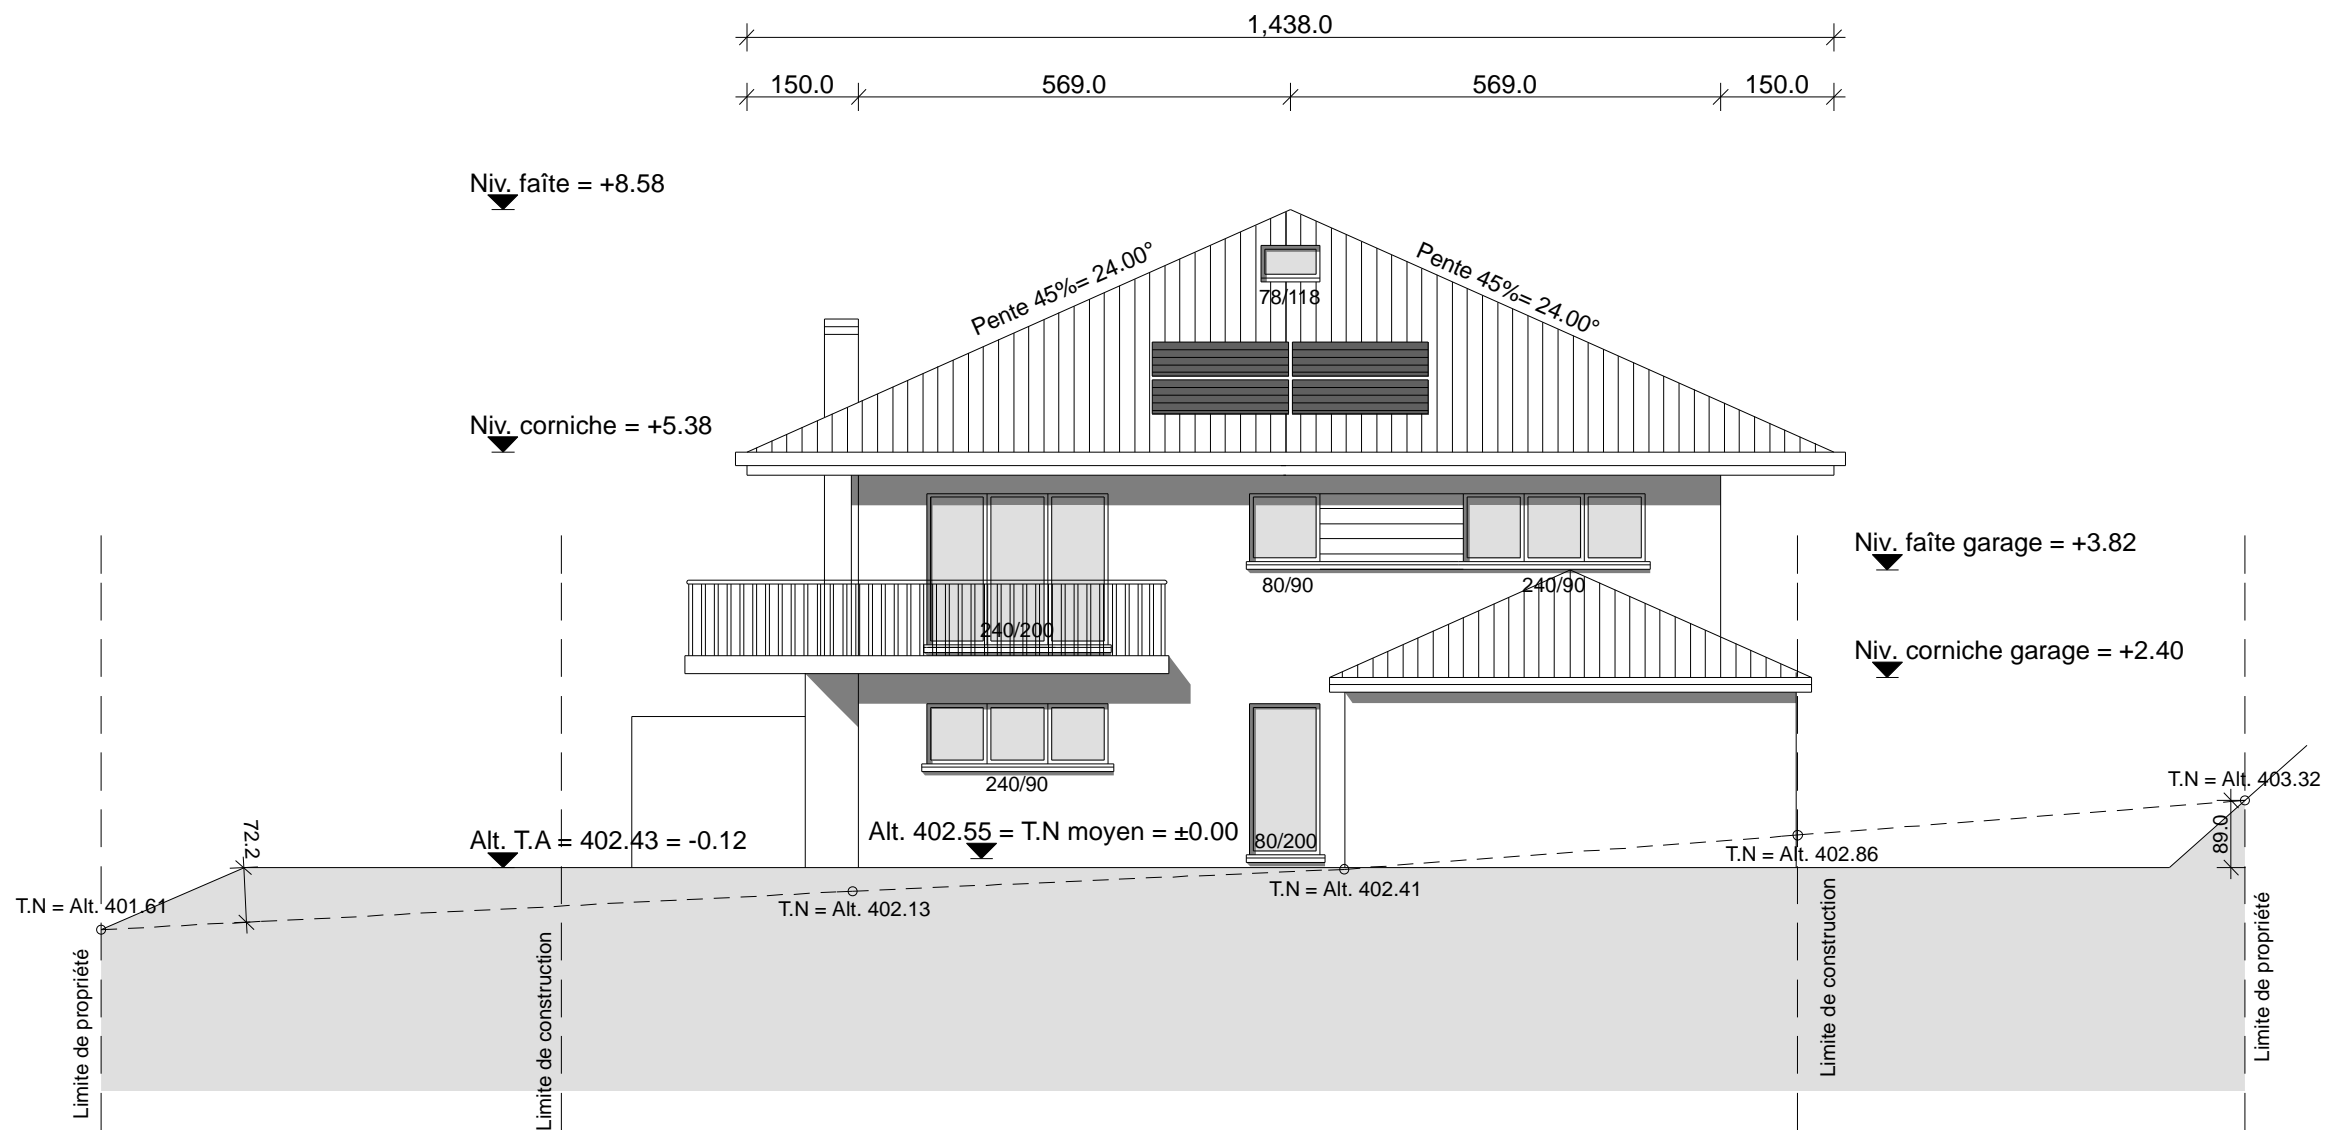 1,438.0
150.0
569.0
569.0
150.0
Niv. faîte = +8.58
Pente 45%= 24.00°
Pente 45%= 24.00°
78/118
Niv. corniche = +5.38
Niv. faîte garage = +3.82
80/90
240/90
240/200
Niv. corniche garage = +2.40
240/90
T.N = Alt. 403.32
72.2
Alt. T.A = 402.43 = -0.12
Alt. 402.55 = T.N moyen = ±0.00
80/200
89.0
T.N = Alt. 402.86
T.N = Alt. 401.61
T.N = Alt. 402.13
T.N = Alt. 402.41
Limite de propriété
Limite de construction
Limite de construction
Limite de propriété